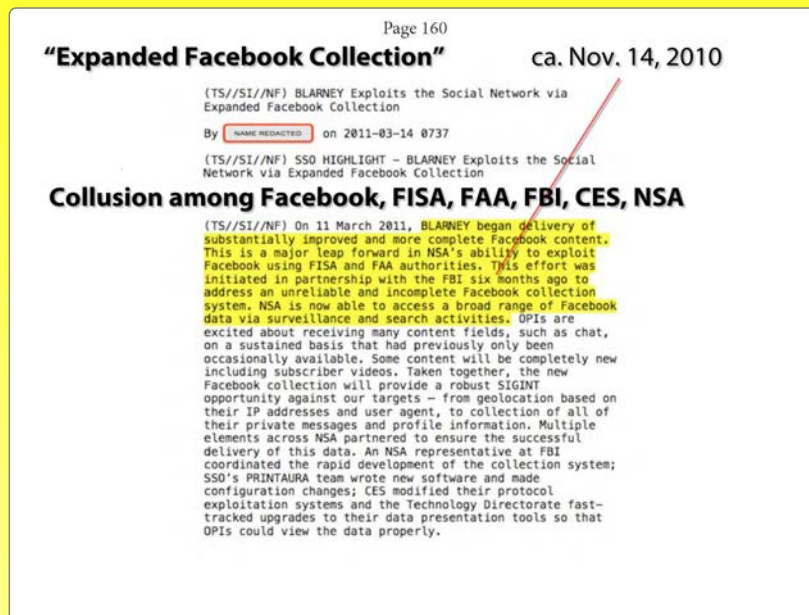 Page 160
“Expanded Facebook Collection” ca. Nov. 14, 2010
(TS//SI//NF) BLARNEY Exploits the Social Network via
Expanded Facebook Collection
By NAME REDACTED on 2011-03-14 0737
(TS//SI//NF) SSO HIGHLIGHT – BLARNEY Exploits the Social
Network via Expanded Facebook Collection
Collusion among Facebook, FISA, FAA, FBI, CES, NSA
(TS//SI//NF) On 11 March 2011, BLARNEY began delivery of
substantially improved and more complete Facebook content.
This is a major leap forward in NSA's ability to exploit
Facebook using FISA and FAA authorities. This effort was
initiated in partnership with the FBI six months ago to
address an unreliable and incomplete Facebook collection
system. NSA is now able to access a broad range of Facebook
data via surveillance and search activities. OPIs are
excited about receiving many content fields, such as chat,
on a sustained basis that had previously only been
occasionally available. Some content will be completely new
including subscriber videos. Taken together, the new
Facebook collection will provide a robust SIGINT
opportunity against our targets – from geolocation based on
their IP addresses and user agent, to collection of all of
their private messages and profile information. Multiple
elements across NSA partnered to ensure the successful
delivery of this data. An NSA representative at FBI
coordinated the rapid development of the collection system;
SSO's PRINTAURA team wrote new software and made
configuration changes; CES modified their protocol
exploitation systems and the Technology Directorate fast-
tracked upgrades to their data presentation tools so that
OPIs could view the data properly.